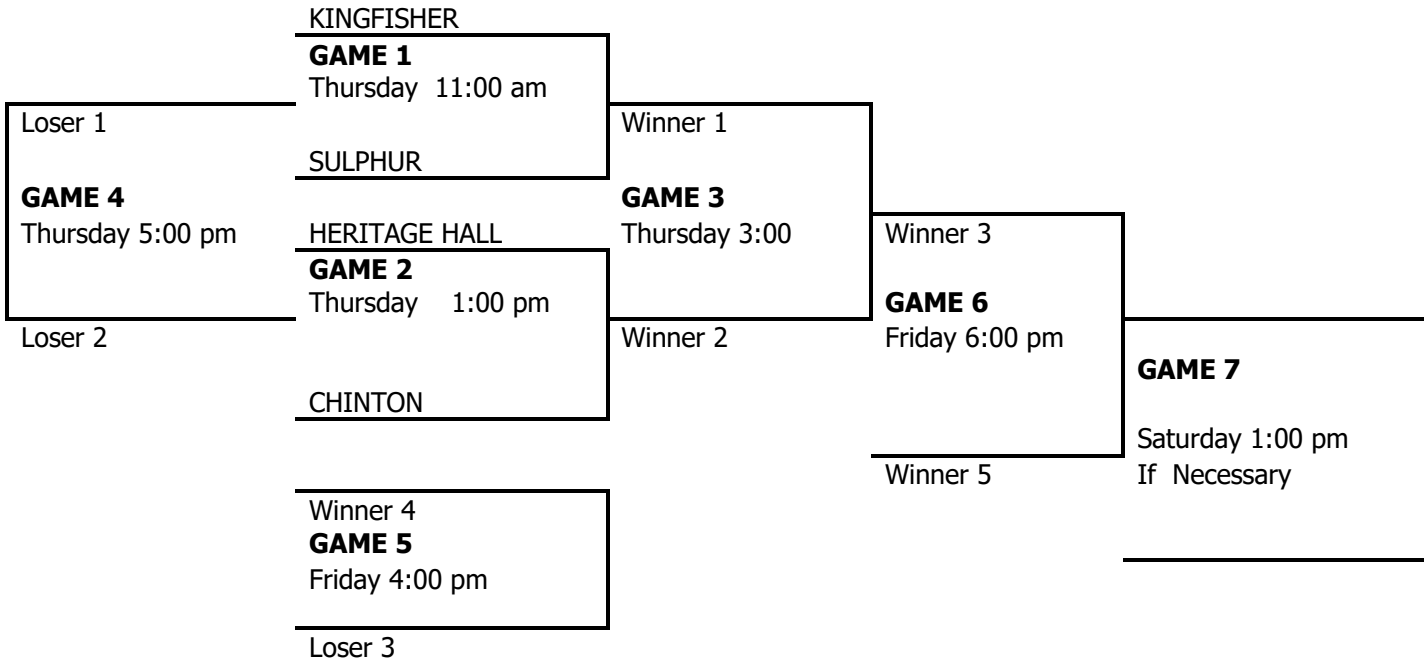 KINGFISHER
GAME 1
Thursday 11:00 am
Loser 1
Winner 1
SULPHUR
GAME 4
GAME 3
Thursday 5:00 pm
HERITAGE HALL
Thursday 3:00
Winner 3
GAME 2
Thursday 1:00 pm
GAME 6
Loser 2
Winner 2
Friday 6:00 pm
GAME 7
CHINTON
Saturday 1:00 pm
Winner 5
If Necessary
Winner 4
GAME 5
Friday 4:00 pm
Loser 3